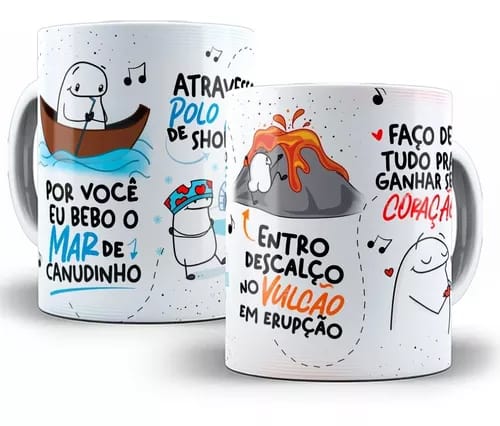 ATRAVESS
POLO
DE SHO
POR VOCÊ
EU BEBO O
MAR DE
CANUDINHO
FAÇO DE
TUDO PRA
GANHAR SE
CORAÇÃ
ENTRO
DESCALÇO
NO VULCÃO
EM ERUPÇÃO